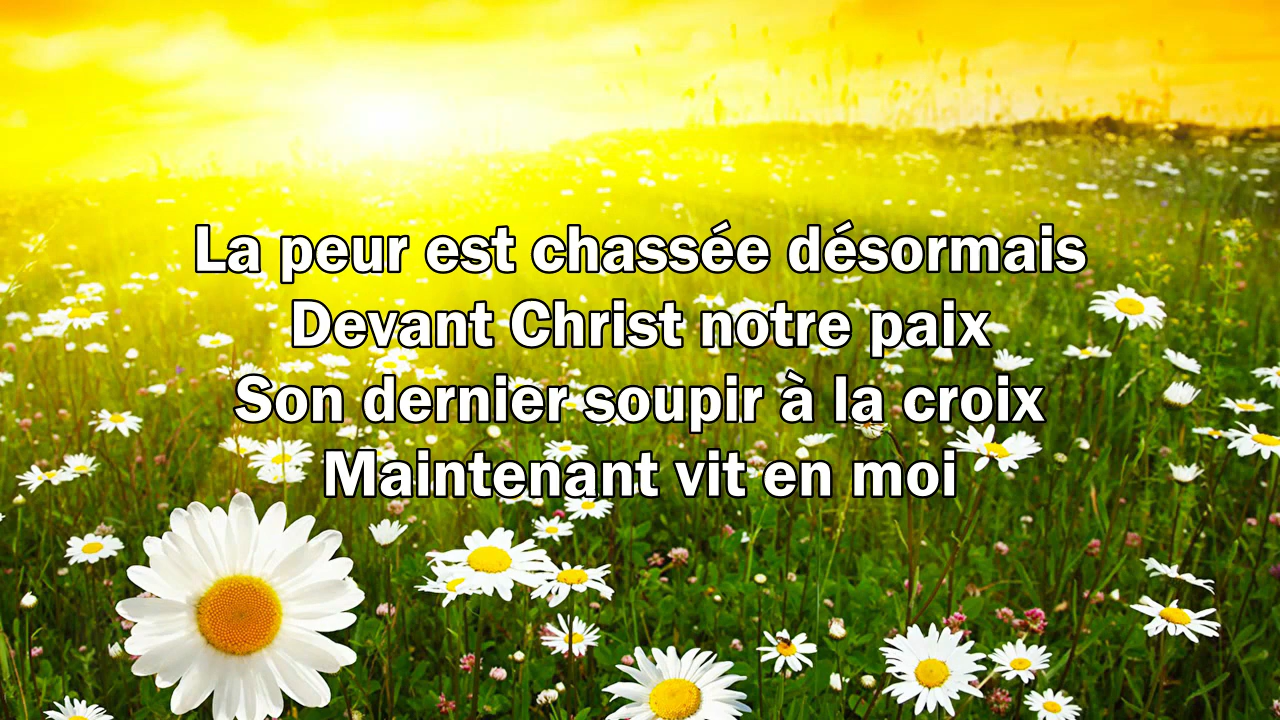 La peur est chassée désormais
Devant Christ notre paix
Son dernier soupir à la croix
Maintenant vit en moi